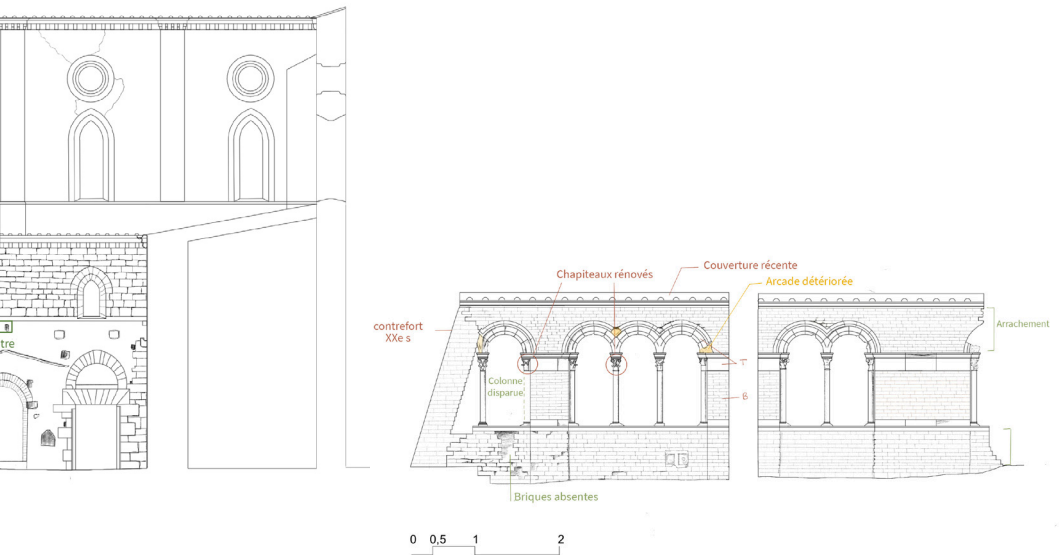 Couverture récente
Chapiteaux rénovés
Arcade détériorée
contrefort
XXe s
Arrachement
tre
T
Colonne
disparue
B
Briques absentes
0 0,5 1 2